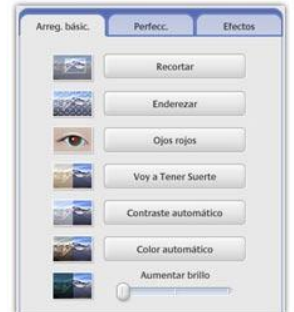 Arreg. básic. Perfecc. Efectos
Recortar
Enderezar
Ojos rojos
Voy a Tener Suerte
Contraste automático
Color automático
Aumentar brillo